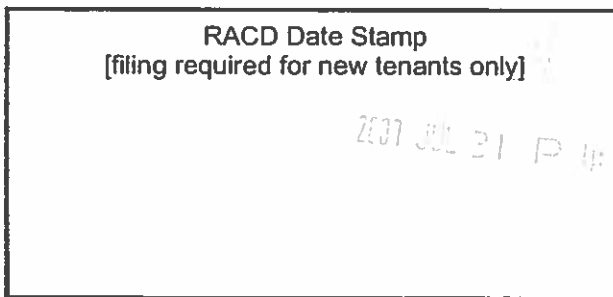 RACD Date Stamp
[filing required for new tenants only]
2007 JUL 31 P